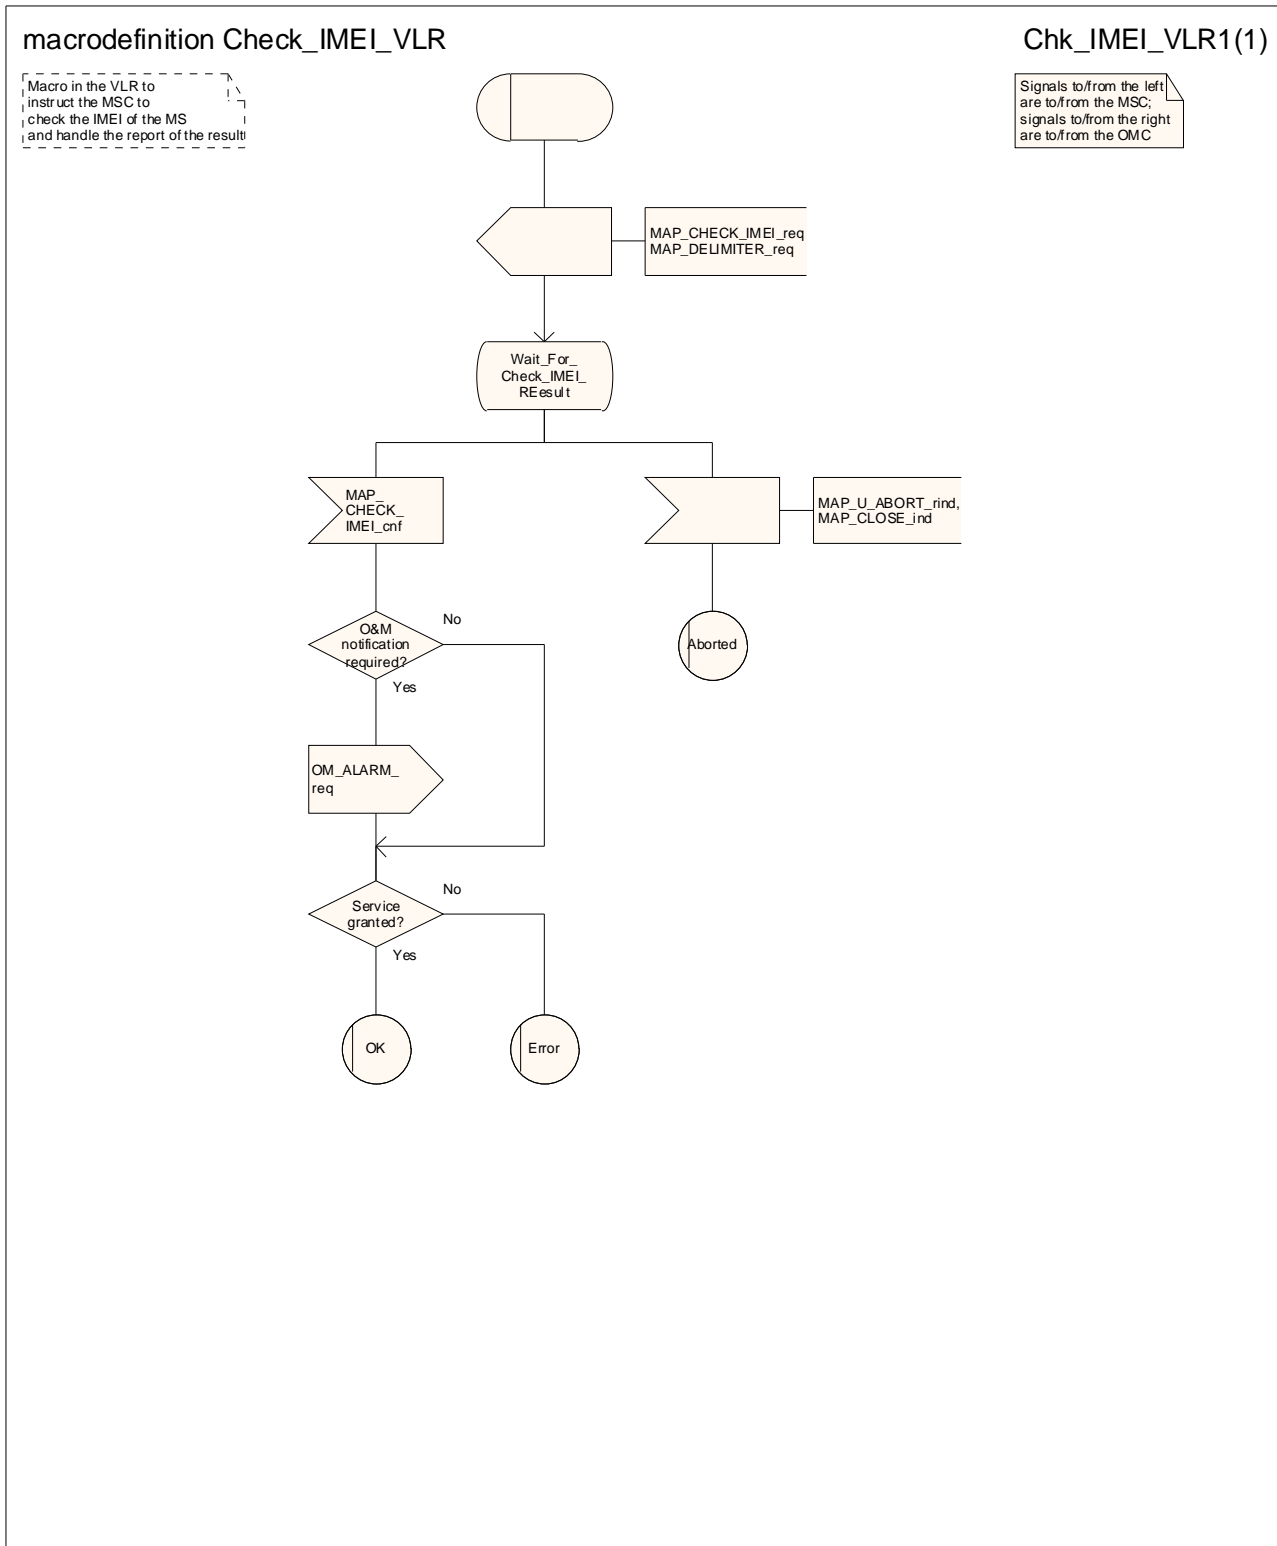 macrodefinition Check_IMEI_VLR
Chk_IMEI_VLR1(1)
Macro in the VLR to
instruct the MSC to
check the IMEI of the MS
and handle the report of the result
Signals to/from the left
are to/from the MSC;
signals to/from the right
are to/from the OMC
MAP_CHECK_IMEI_req
MAP_DELIMITER_req
Wait_For_
Check_IMEI_
REesult
MAP_
CHECK_
IMEI_cnf
MAP_U_ABORT_rind,
MAP_CLOSE_ind
O&M
notification
required?
No
Yes
Aborted
OM_ALARM_
req
Service
granted?
No
Yes
OK
Error